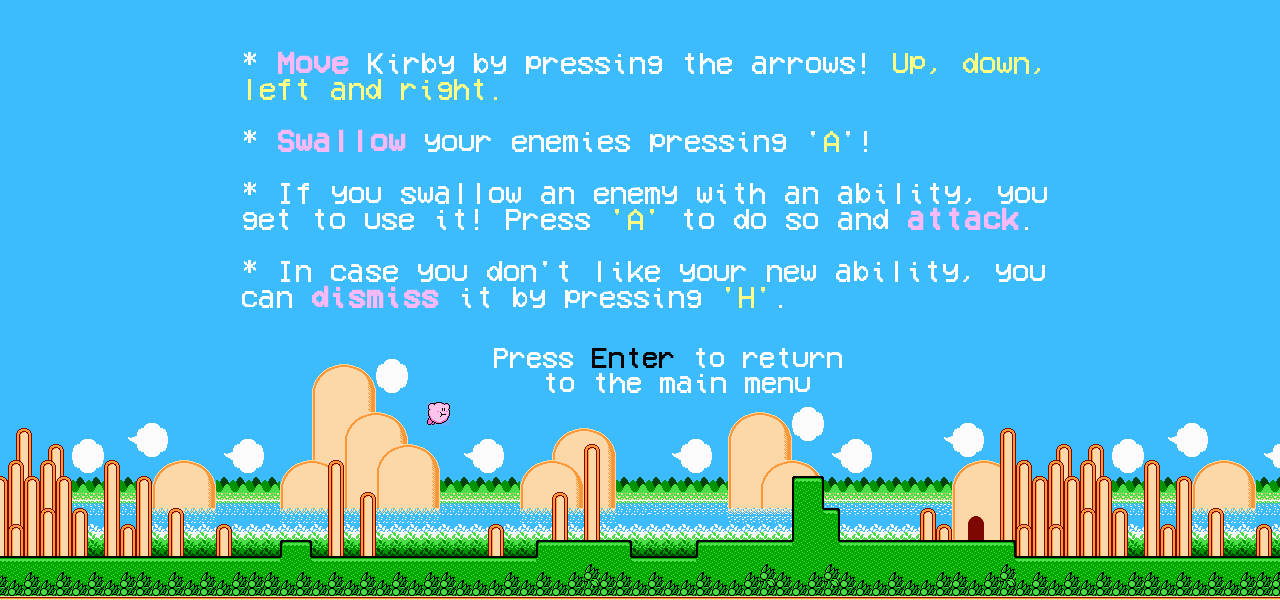 * Move Kirby by pressing the arrows! Up, down,
left and right.
* Swallow your enemies pressing 'A'!
* If you swallow an enemy with an ability, you
get to use it! Press 'A' to do so and attack.
* In case you don't like your new ability, you
can dismiss it by pressing 'H'.
Press Enter to return
to the main menu